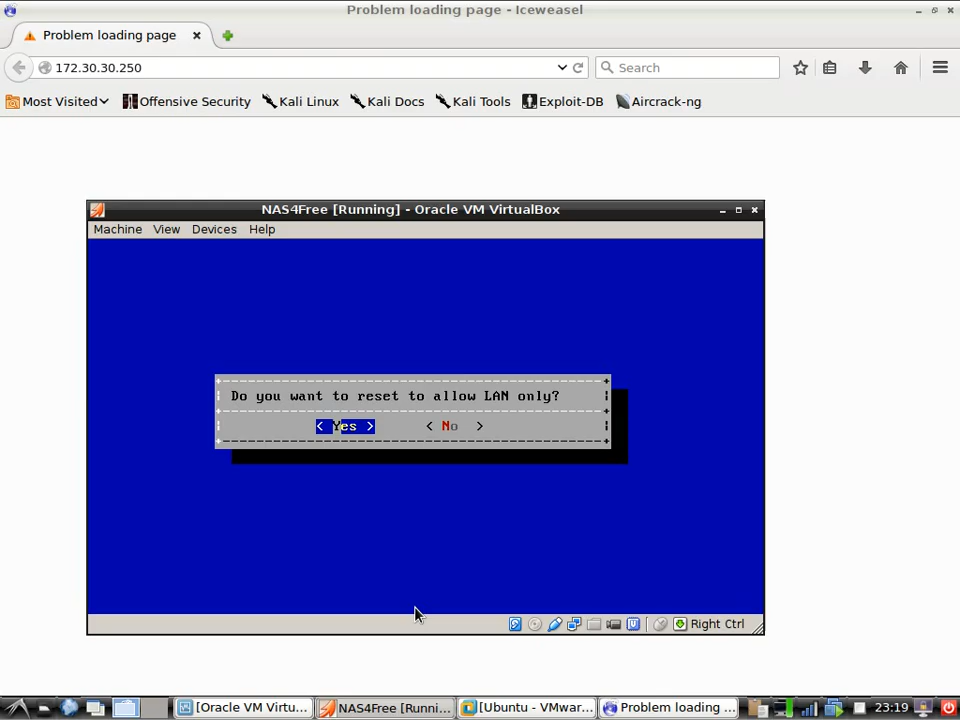 Problem loading page - Iceweasel
Problem loading page
172.30.30.250
Search
Most Visited
Offensive Security
Kali Linux
Kali Docs
Kali Tools
Exploit-DB
Aircrack-ng
NAS4Free [Running] - Oracle VM VirtualBox
Machine View Devices Help
Do you want to reset to allow LAN only?
< Yes > < No >
Right Ctrl
[Oracle VM Virtu...
NAS4Free [Runni...
[Ubuntu - VMwar...
Problem loading ...
23:19